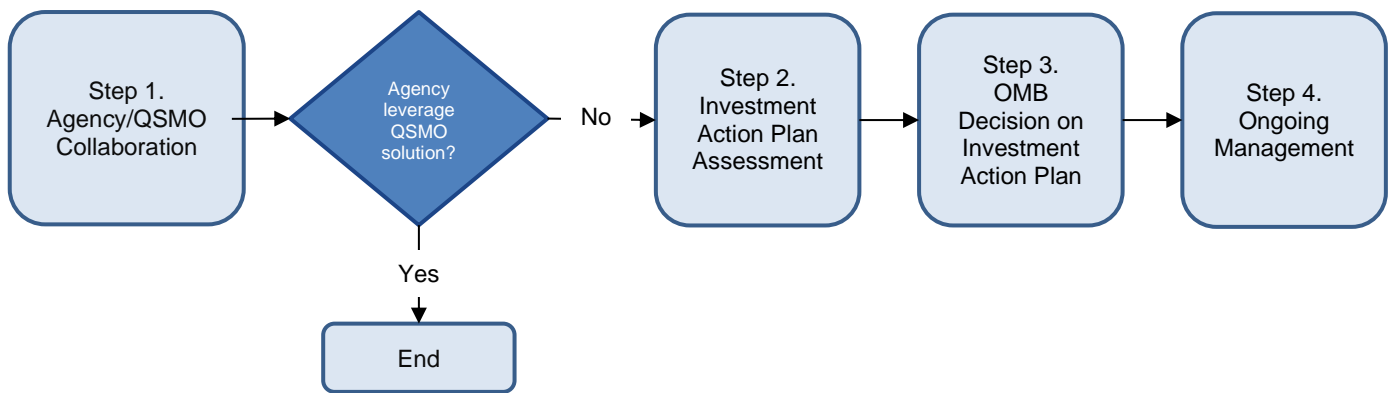 Step 1.
Agency/QSMO
Collaboration
Agency
leverage
QSMO
solution?
No
Step 2.
Investment
Action Plan
Assessment
Step 3.
OMB
Decision on
Investment
Action Plan
Step 4.
Ongoing
Management
Yes
End